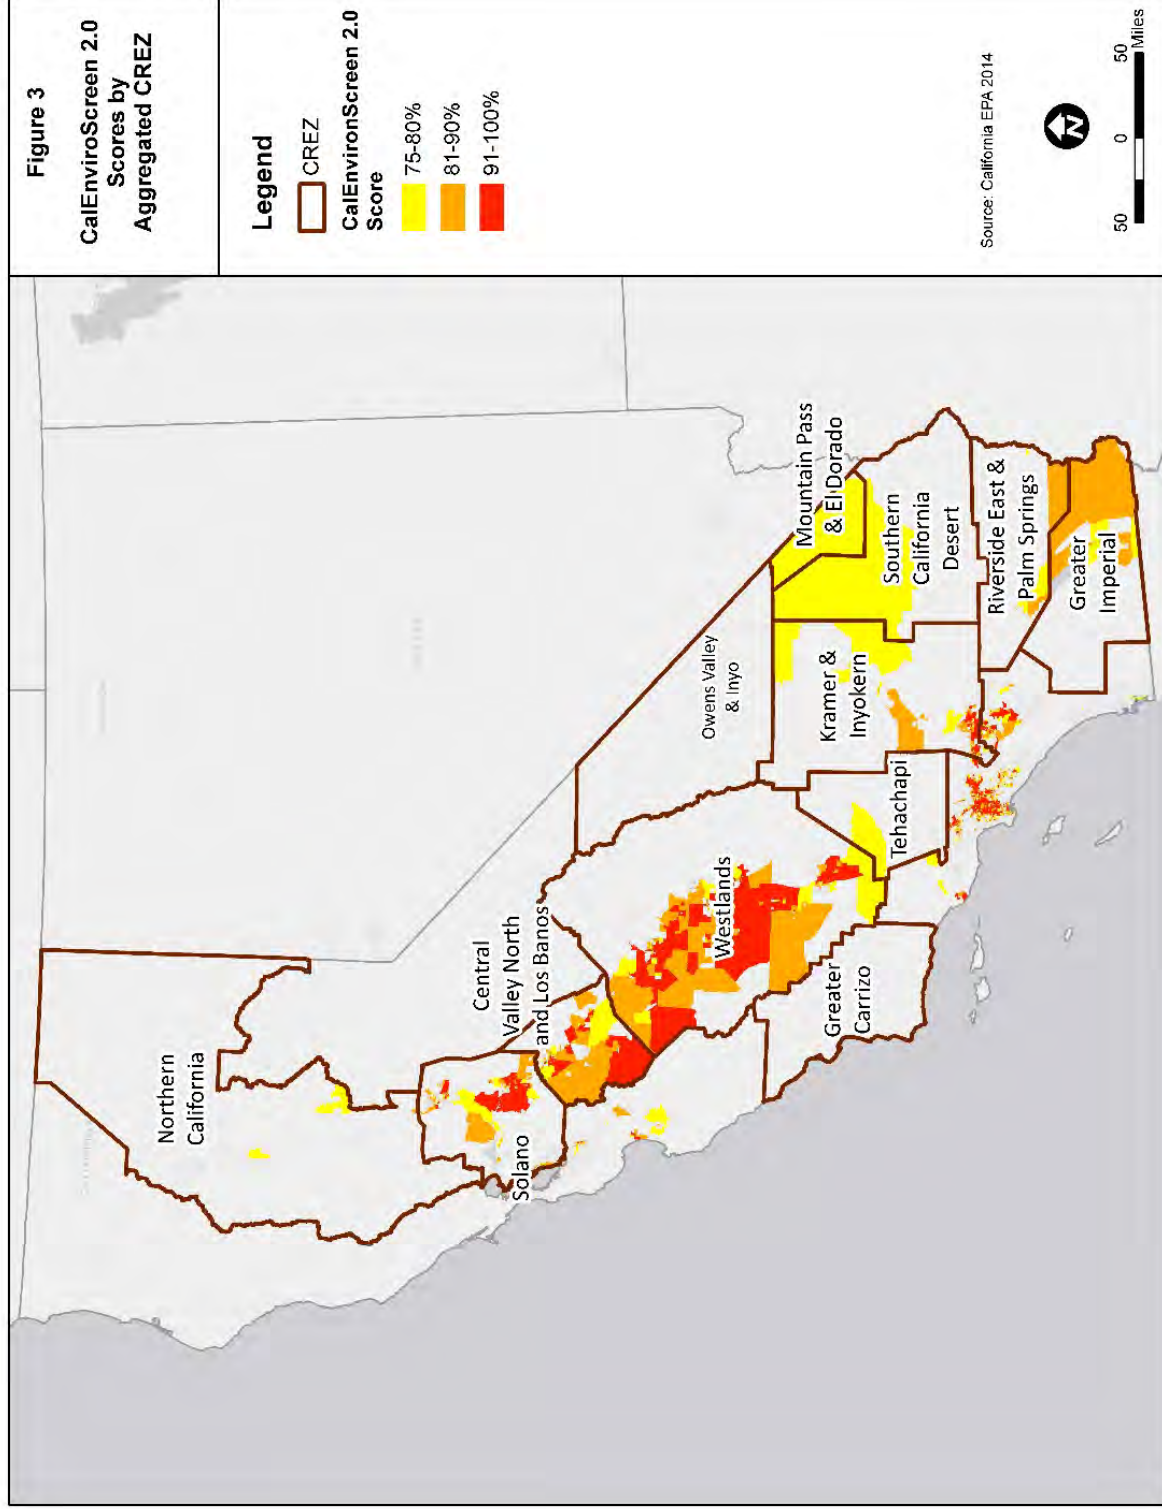 Figure 3
CalEnviroScreen 2.0
Scores by
Aggregated CREZ
Legend
CREZ
CalEnvironScreen 2.0
Score
75-80%
81-90%
91-100%
Source: California EPA 2014
N
50
0
50
Miles
Northern
California
Solano
Central
Valley North
and Los Banos
Westlands
Greater
Carrizo
Tehachapi
Owens Valley
& Inyo
Kramer &
Inyokern
Mountain Pass
& El Dorado
Southern
California
Desert
Riverside East &
Palm Springs
Greater
Imperial